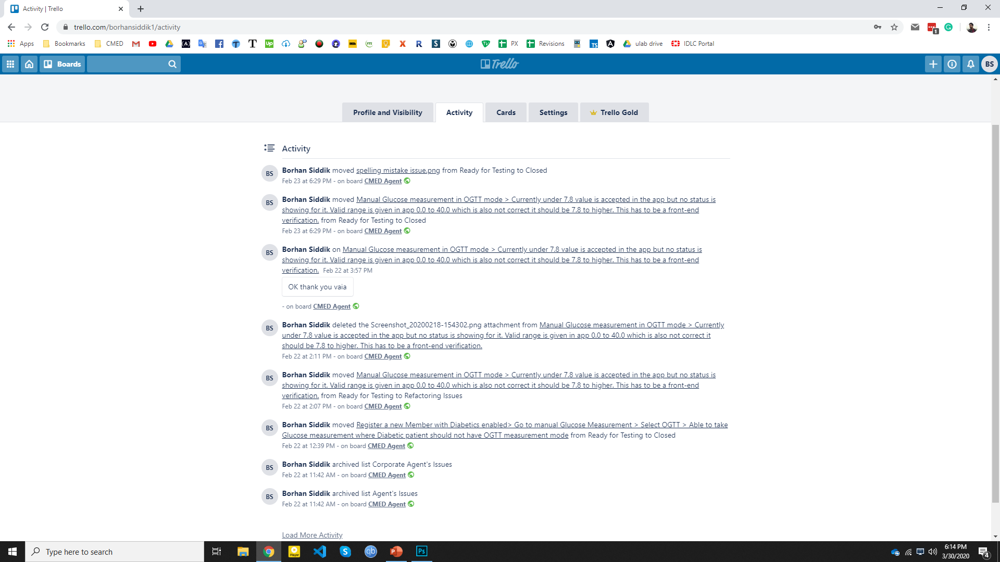 Activity | Trello
trello.com/borhansiddik1/activity
Apps Bookmarks CMED PX Revisions ulab drive IDLC Portal
Boards Trello BS
Profile and Visibility Activity Cards Settings Trello Gold
Activity
BS Borhan Siddik moved spelling mistake issue.png from Ready for Testing to Closed
Feb 23 at 6:29 PM - on board CMED Agent
BS Borhan Siddik moved Manual Glucose measurement in OGTT mode > Currently under 7.8 value is accepted in the app but no status is
showing for it. Valid range is given in app 0.0 to 40.0 which is also not correct it should be 7.8 to higher. This has to be a front-end
verification. from Ready for Testing to Closed
Feb 23 at 6:29 PM - on board CMED Agent
BS Borhan Siddik on Manual Glucose measurement in OGTT mode > Currently under 7.8 value is accepted in the app but no status is
showing for it. Valid range is given in app 0.0 to 40.0 which is also not correct it should be 7.8 to higher. This has to be a front-end
verification. Feb 22 at 3:57 PM
OK thank you vaia
- on board CMED Agent
BS Borhan Siddik deleted the Screenshot_20200218-154302.png attachment from Manual Glucose measurement in OGTT mode > Currently
under 7.8 value is accepted in the app but no status is showing for it. Valid range is given in app 0.0 to 40.0 which is also not correct it
should be 7.8 to higher. This has to be a front-end verification.
Feb 22 at 2:11 PM - on board CMED Agent
BS Borhan Siddik moved Manual Glucose measurement in OGTT mode > Currently under 7.8 value is accepted in the app but no status is
showing for it. Valid range is given in app 0.0 to 40.0 which is also not correct it should be 7.8 to higher. This has to be a front-end
verification. from Ready for Testing to Refactoring Issues
Feb 22 at 2:07 PM - on board CMED Agent
BS Borhan Siddik moved Register a new Member with Diabetics enabled> Go to manual Glucose Measurement > Select OGTT > Able to take
Glucose measurement where Diabetic patient should not have OGTT measurement mode from Ready for Testing to Closed
Feb 22 at 12:39 PM - on board CMED Agent
BS Borhan Siddik archived list Corporate Agent's Issues
Feb 22 at 11:42 AM - on board CMED Agent
BS Borhan Siddik archived list Agent's Issues
Feb 22 at 11:42 AM - on board CMED Agent
Load More Activity
Type here to search
6:14 PM
3/30/2020
4